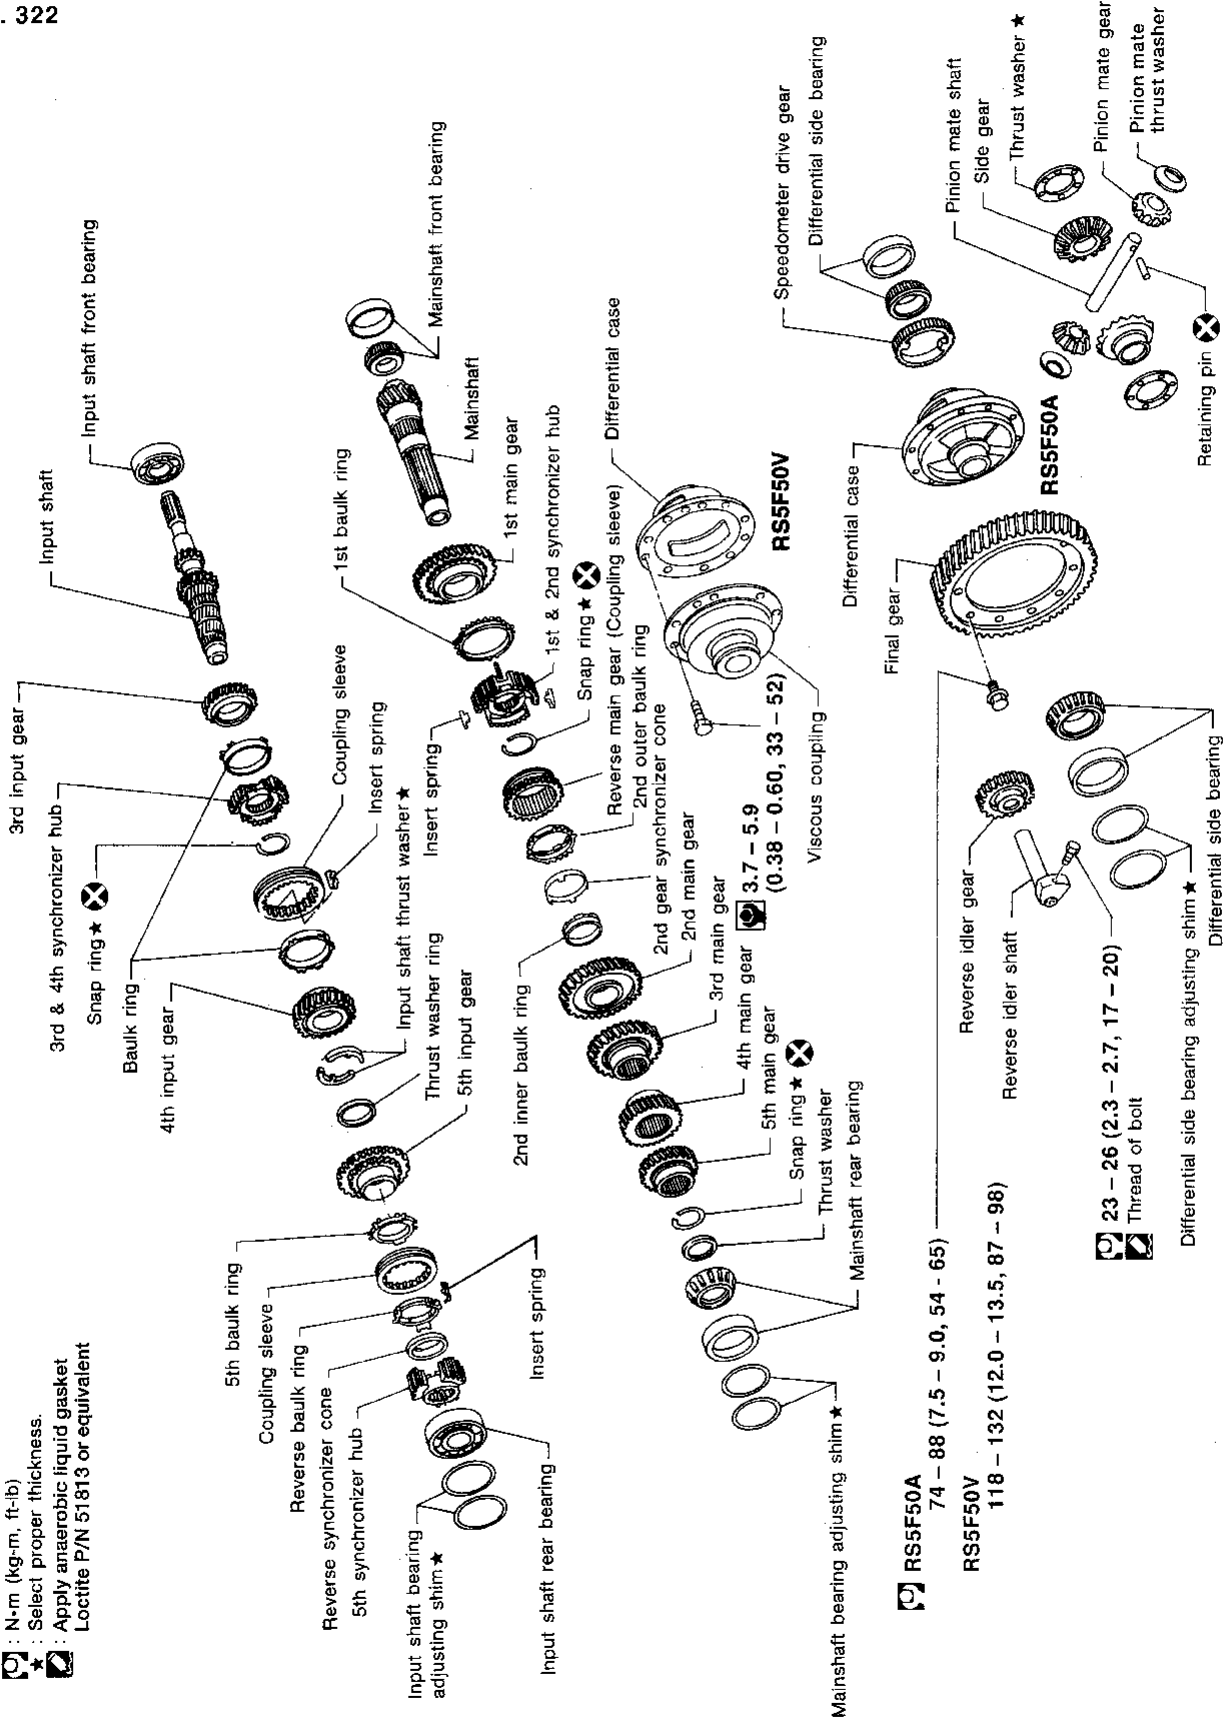 . 322
: N•m (kg-m, ft-lb)
★ : Select proper thickness.
: Apply anaerobic liquid gasket
Loctite P/N 51813 or equivalent
Input shaft front bearing
Input shaft
3rd input gear
3rd & 4th synchronizer hub
Snap ring★
Baulk ring
4th input gear
Coupling sleeve
Insert spring
Input shaft thrust washer★
Thrust washer ring
5th input gear
5th baulk ring
Coupling sleeve
Reverse baulk ring
Reverse synchronizer cone
5th synchronizer hub
Insert spring
Input shaft bearing
adjusting shim★
Input shaft rear bearing
Mainshaft front bearing
Mainshaft
1st main gear
1st baulk ring
1st & 2nd synchronizer hub
Insert spring
Snap ring★
Reverse main gear (Coupling sleeve)
2nd outer baulk ring
2nd gear synchronizer cone
2nd inner baulk ring
2nd main gear
3rd main gear
4th main gear
5th main gear
Snap ring★
Thrust washer
Mainshaft rear bearing
Mainshaft bearing adjusting shim★
Differential case
RS5F50V
3.7 – 5.9
(0.38 – 0.60, 33 – 52)
Viscous coupling
Speedometer drive gear
Differential side bearing
Pinion mate shaft
Side gear
Thrust washer★
Pinion mate gear
Pinion mate
thrust washer
Retaining pin
Differential case
RS5F50A
Final gear
Reverse idler gear
Reverse idler shaft
23 – 26 (2.3 – 2.7, 17 – 20)
Thread of bolt
Differential side bearing adjusting shim★
Differential side bearing
RS5F50A
74 – 88 (7.5 – 9.0, 54 - 65)
RS5F50V
118 – 132 (12.0 – 13.5, 87 – 98)